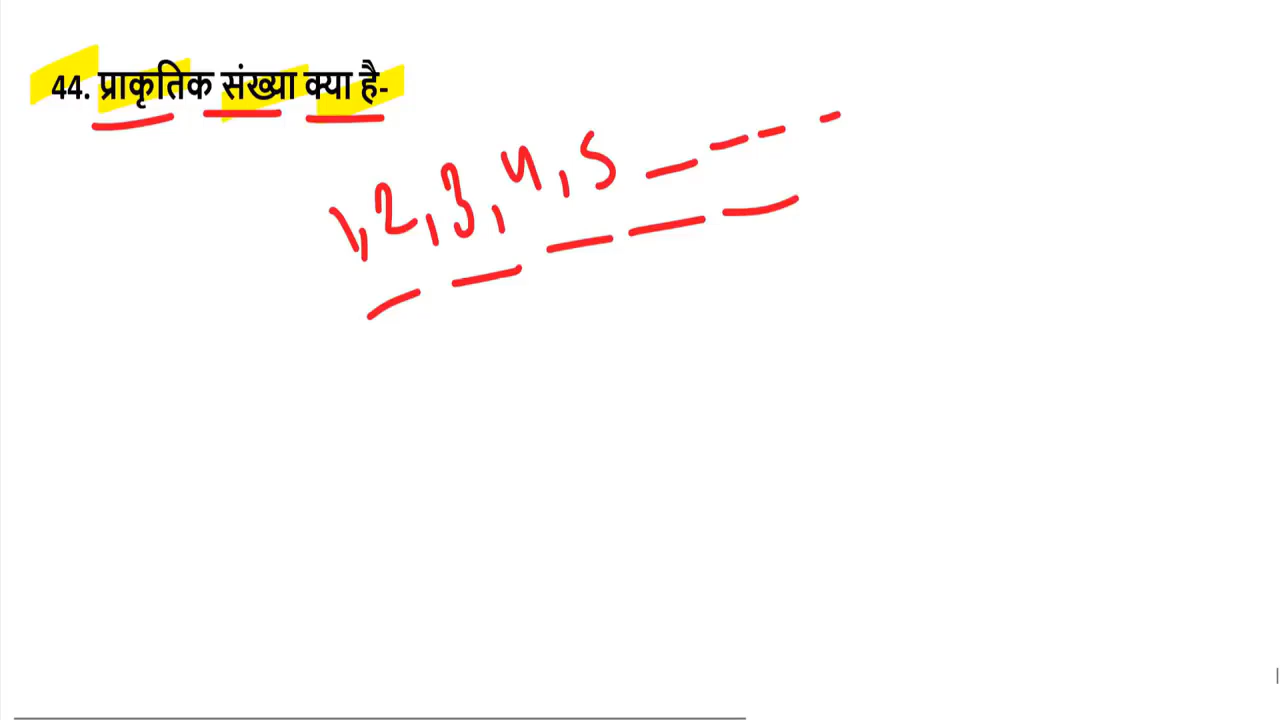 44. प्राकृतिक संख्या क्या है-
1, 2, 3, 4, 5 — — — -